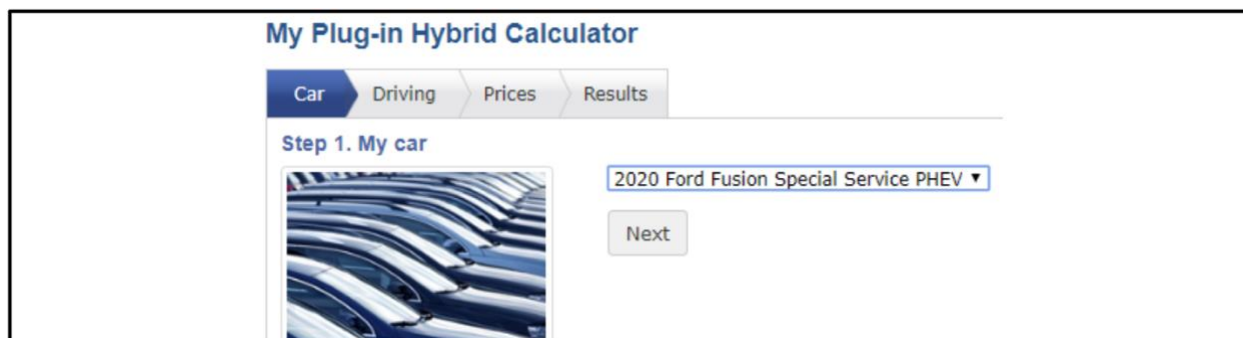 My Plug-in Hybrid Calculator
Car Driving Prices Results
Step 1. My car
2020 Ford Fusion Special Service PHEV
Next